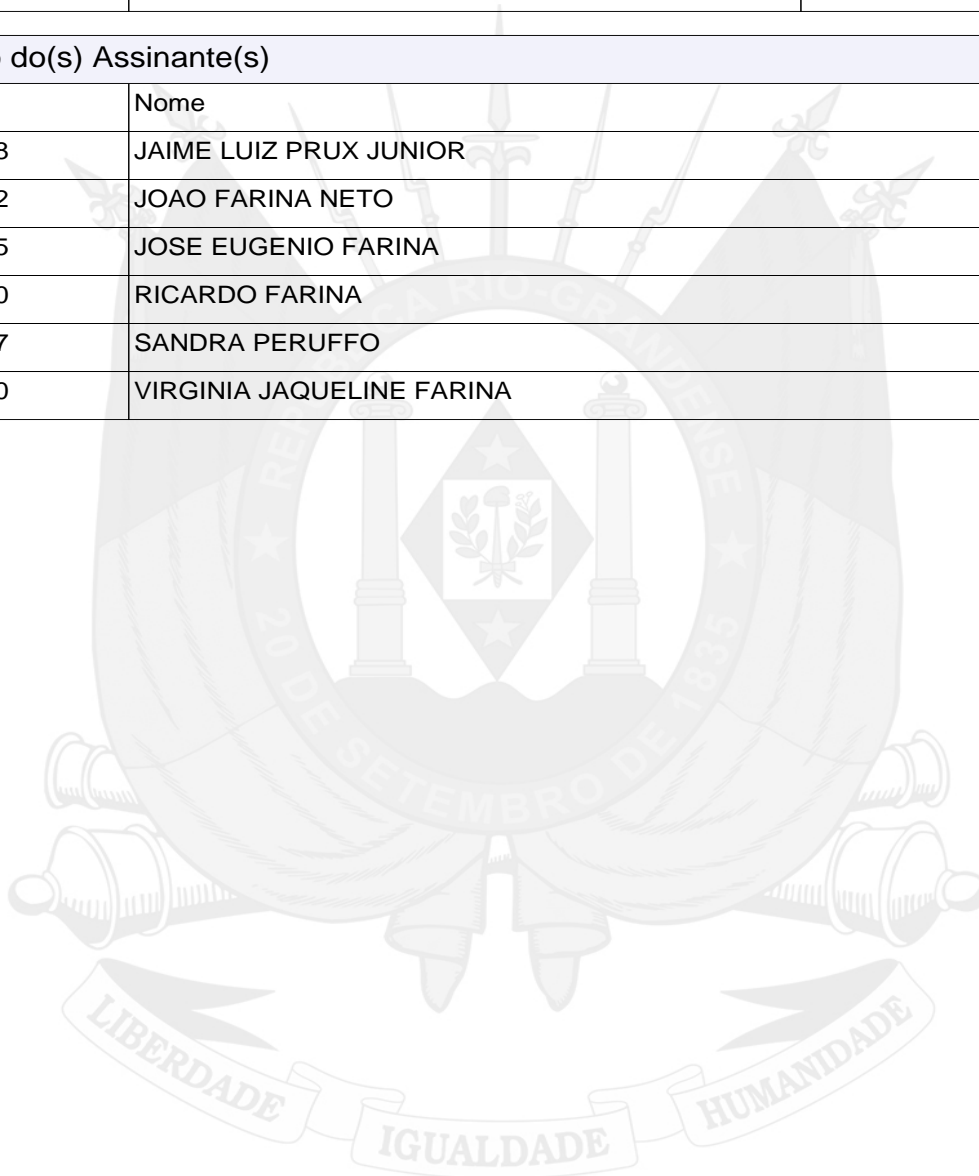 do(s) Assinante(s)
Nome
3 JAIME LUIZ PRUX JUNIOR
2 JOAO FARINA NETO
5 JOSE EUGENIO FARINA
0 RICARDO FARINA
7 SANDRA PERUFFO
0 VIRGINIA JAQUELINE FARINA
REPUBLICA RIO-GRANDENSE
20 DE SETEMBRO DE 1835
LIBERDADE IGUALDADE HUMANIDADE